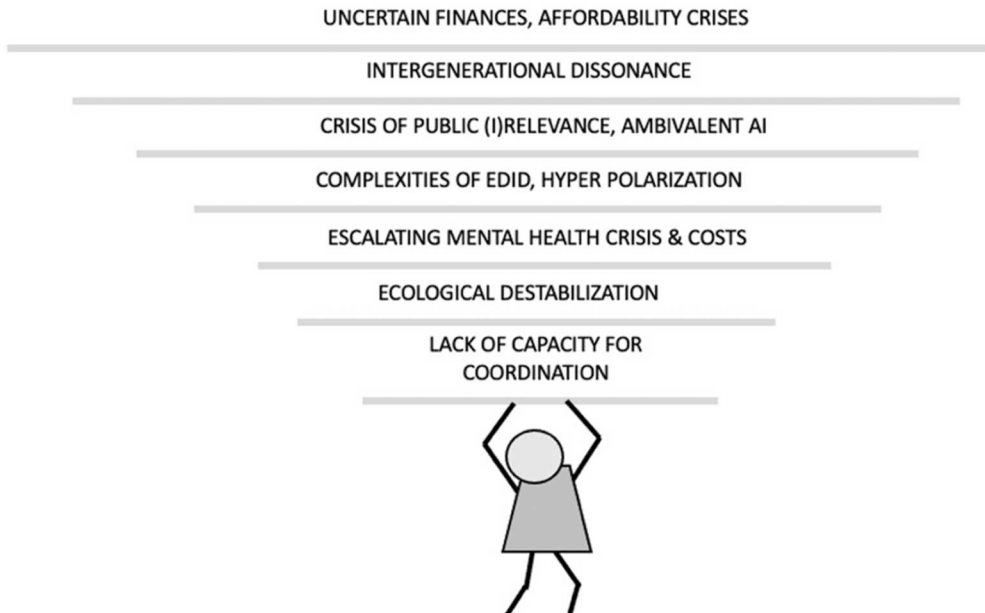 UNCERTAIN FINANCES, AFFORDABILITY CRISES
INTERGENERATIONAL DISSONANCE
CRISIS OF PUBLIC (I)RELEVANCE, AMBIVALENT AI
COMPLEXITIES OF EDID, HYPER POLARIZATION
ESCALATING MENTAL HEALTH CRISIS & COSTS
ECOLOGICAL DESTABILIZATION
LACK OF CAPACITY FOR
COORDINATION